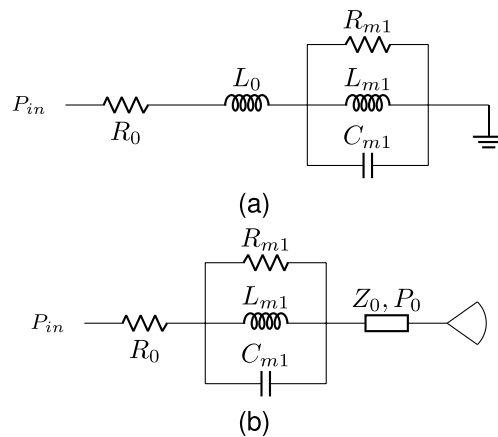 R_{m1}
L_0 L_{m1}
P_{in}
R_0 C_{m1}
(a)
R_{m1}
L_{m1} Z_0, P_0
P_{in}
R_0 C_{m1}
(b)